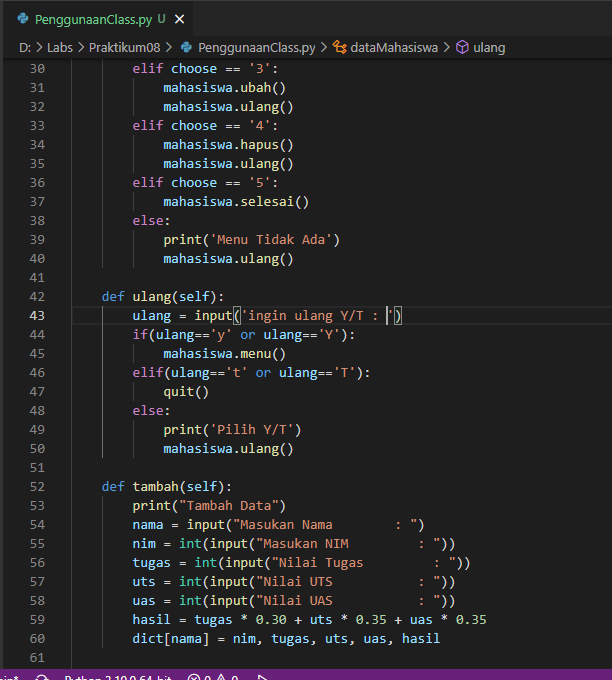 PenggunaanClass.py U ×
D: > Labs > Praktikum08 > PenggunaanClass.py > dataMahasiswa > ulang
30 elif choose == '3':
31 mahasiswa.ubah()
32 mahasiswa.ulang()
33 elif choose == '4':
34 mahasiswa.hapus()
35 mahasiswa.ulang()
36 elif choose == '5':
37 mahasiswa.selesai()
38 else:
39 print('Menu Tidak Ada')
40 mahasiswa.ulang()
41
42 def ulang(self):
43 ulang = input('ingin ulang Y/T : ')
44 if(ulang=='y' or ulang=='Y'):
45 mahasiswa.menu()
46 elif(ulang=='t' or ulang=='T'):
47 quit()
48 else:
49 print('Pilih Y/T')
50 mahasiswa.ulang()
51
52 def tambah(self):
53 print("Tambah Data")
54 nama = input("Masukan Nama        : ")
55 nim = int(input("Masukan NIM         : "))
56 tugas = int(input("Nilai Tugas         : "))
57 uts = int(input("Nilai UTS           : "))
58 uas = int(input("Nilai UAS           : "))
59 hasil = tugas * 0.30 + uts * 0.35 + uas * 0.35
60 dict[nama] = nim, tugas, uts, uas, hasil
61